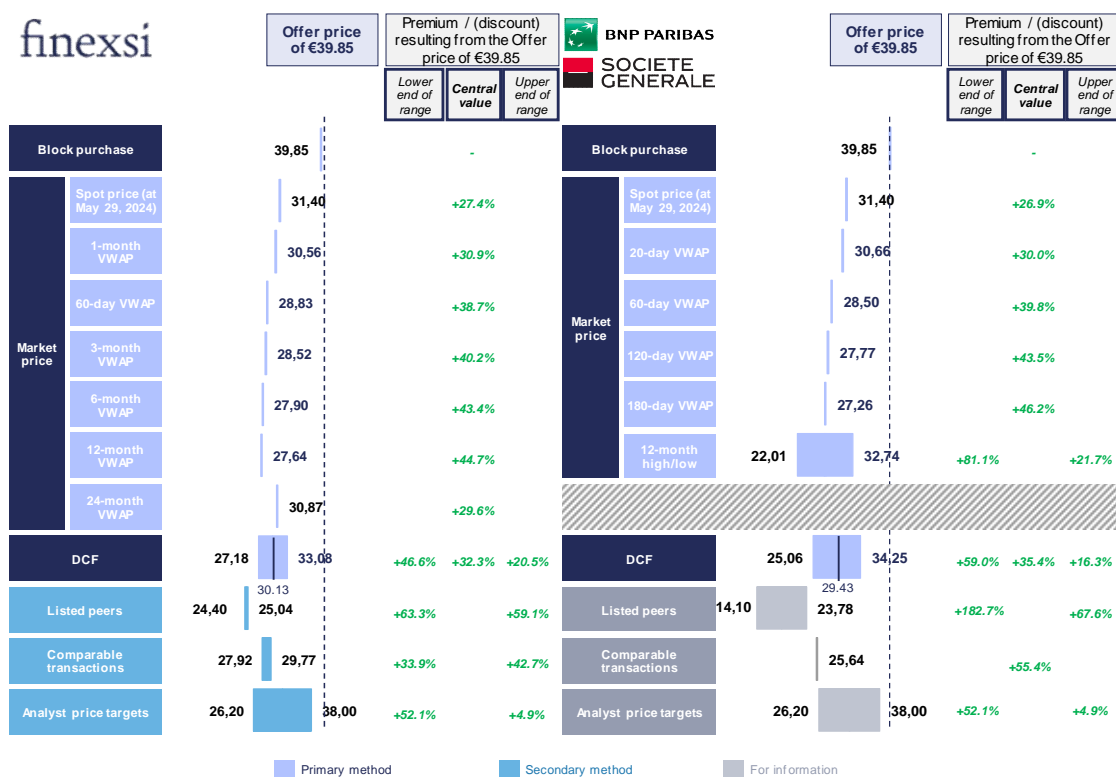 finexsi
Offer price
of €39.85
Premium / (discount)
resulting from the Offer
price of €39.85
Lower
end of
range
Central
value
Upper
end of
range
Block purchase
39,85
-
Market
price
Spot price (at
May 29, 2024)
31,40
+27.4%
1-month
VWAP
30,56
+30.9%
60-day VWAP
28,83
+38.7%
3-month
VWAP
28,52
+40.2%
6-month
VWAP
27,90
+43.4%
12-month
VWAP
27,64
+44.7%
24-month
VWAP
30,87
+29.6%
DCF
27,18
33,08
30.13
+46.6%
+32.3%
+20.5%
Listed peers
24,40
25,04
+63.3%
+59.1%
Comparable
transactions
27,92
29,77
+33.9%
+42.7%
Analyst price targets
26,20
38,00
+52.1%
+4.9%
BNP PARIBAS
SOCIETE
GENERALE
Offer price
of €39.85
Premium / (discount)
resulting from the Offer
price of €39.85
Lower
end of
range
Central
value
Upper
end of
range
Block purchase
39,85
-
Market
price
Spot price (at
May 29, 2024)
31,40
+26.9%
20-day VWAP
30,66
+30.0%
60-day VWAP
28,50
+39.8%
120-day VWAP
27,77
+43.5%
180-day VWAP
27,26
+46.2%
12-month
high/low
22,01
32,74
+81.1%
+21.7%
DCF
25,06
34,25
29.43
+59.0%
+35.4%
+16.3%
Listed peers
14,10
23,78
+182.7%
+67.6%
Comparable
transactions
25,64
+55.4%
Analyst price targets
26,20
38,00
+52.1%
+4.9%
Primary method
Secondary method
For information